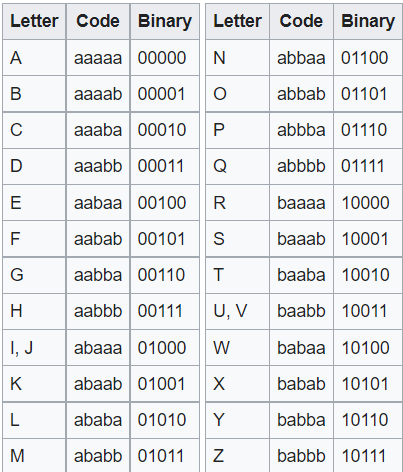 Letter Code Binary Letter Code Binary
A aaaaa 00000 N abbaa 01100
B aaaab 00001 O abbab 01101
C aaaba 00010 P abbba 01110
D aaabb 00011 Q abbbb 01111
E aabaa 00100 R baaaa 10000
F aabab 00101 S baaab 10001
G aabba 00110 T baaba 10010
H aabbb 00111 U, V baabb 10011
I, J abaaa 01000 W babaa 10100
K abaab 01001 X babab 10101
L ababa 01010 Y babba 10110
M ababb 01011 Z babbb 10111